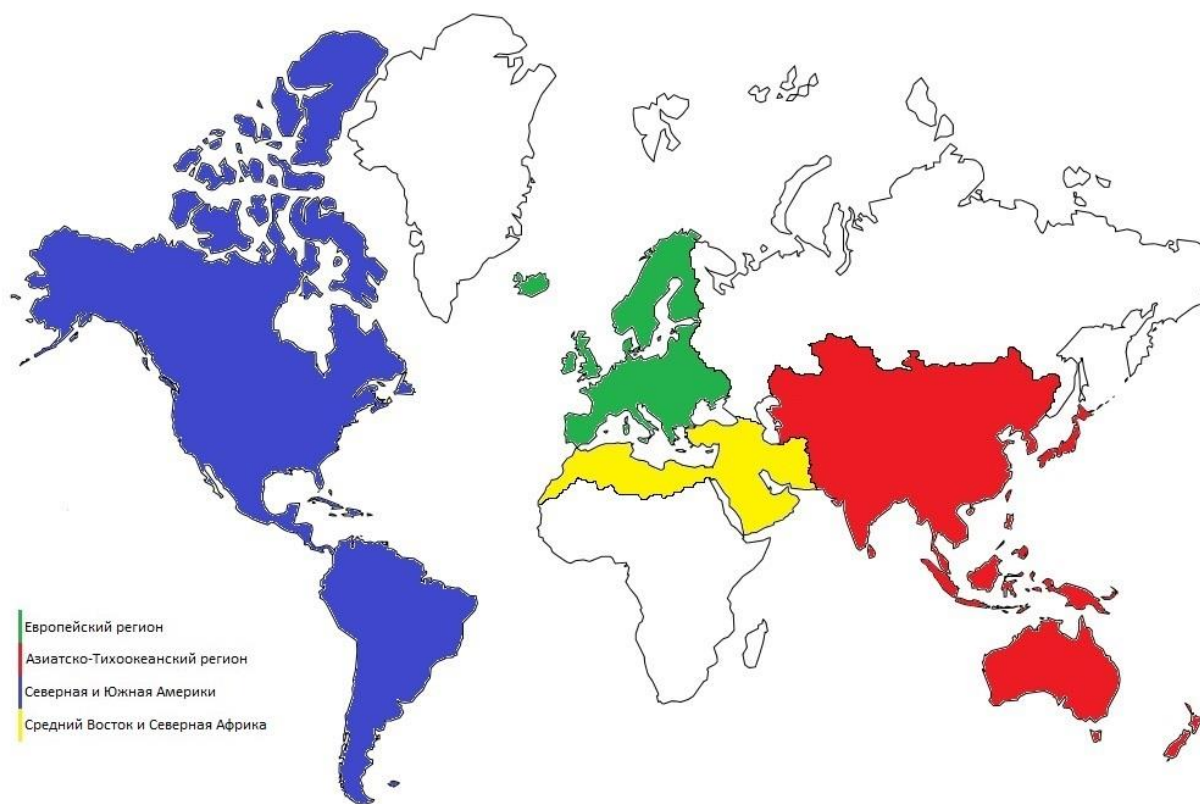 Европейский регион
Азиатско-Тихоокеанский регион
Северная и Южная Америки
Средний Восток и Северная Африка